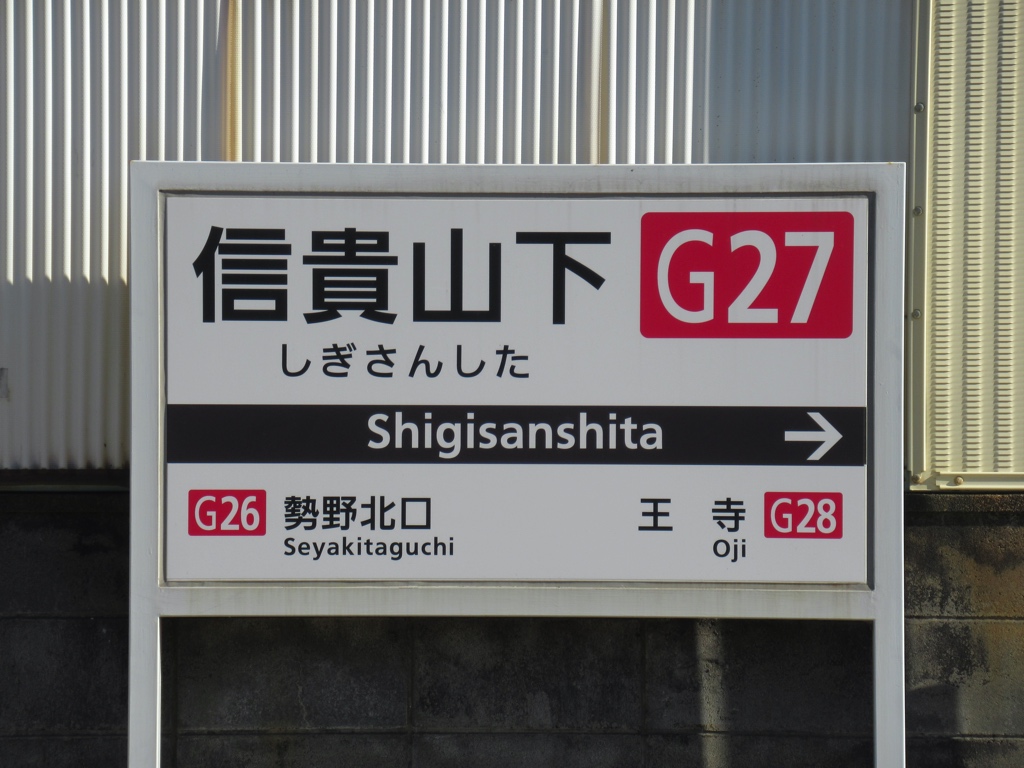 信貴山下 G27
しぎさんした
Shigisanshita →
G26 勢野北口 王寺 G28
Seyakitaguchi Oji